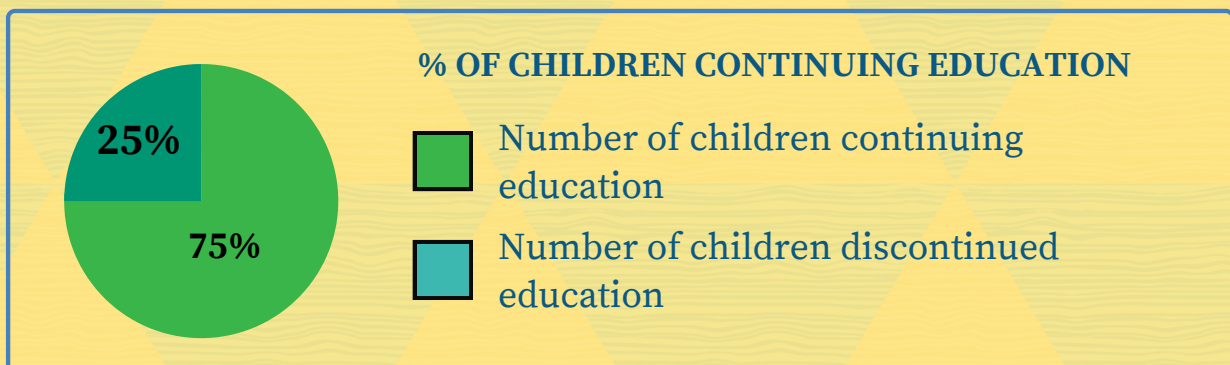 % OF CHILDREN CONTINUING EDUCATION
25%
75%
Number of children continuing
education
Number of children discontinued
education